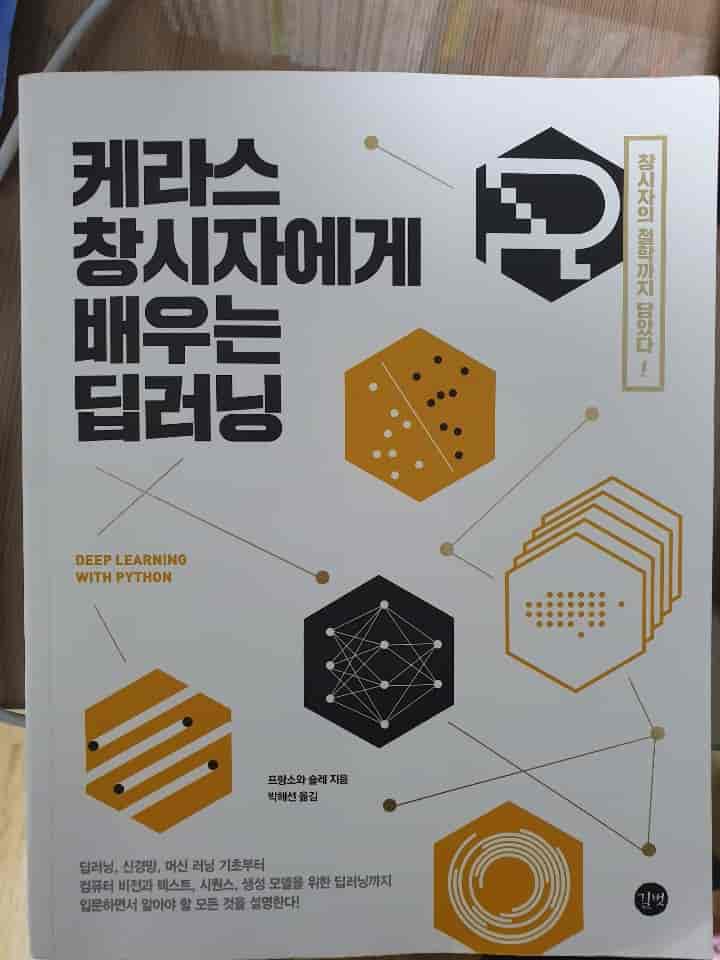 케라스
창시자에게
배우는
딥러닝
창시자의 철학까지 담았다!
DEEP LEARNING
WITH PYTHON
프랑소와 숄레 지음
박해선 옮김
딥러닝, 신경망, 머신 러닝 기초부터
컴퓨터 비전과 텍스트, 시퀀스, 생성 모델을 위한 딥러닝까지
입문하면서 알아야 할 모든 것을 설명한다!
길벗